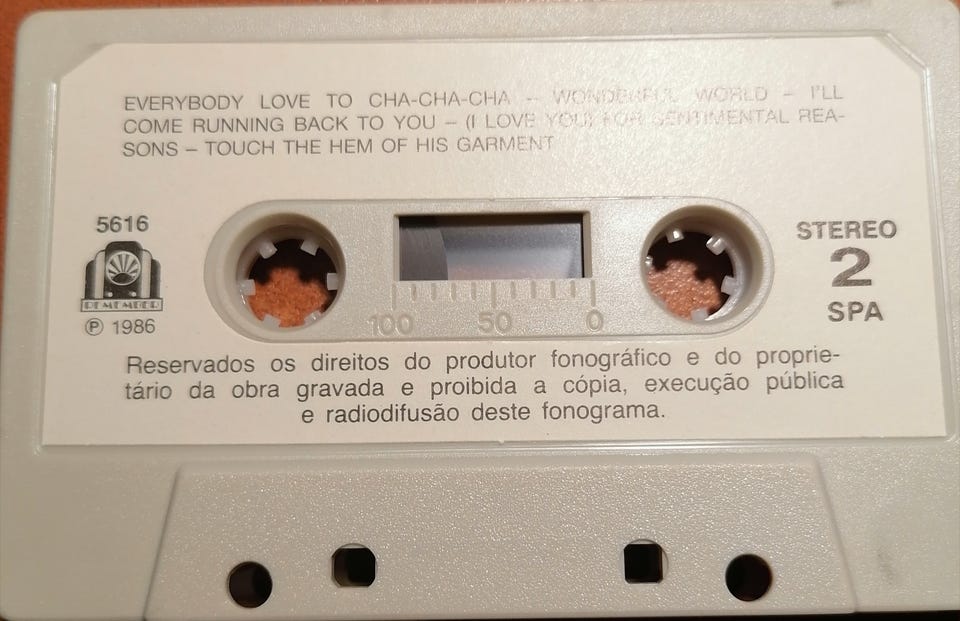 EVERYBODY LOVE TO CHA-CHA-CHA – WONDERFUL WORLD – I'LL
COME RUNNING BACK TO YOU – (I LOVE YOU) FOR SENTIMENTAL REA-
SONS – TOUCH THE HEM OF HIS GARMENT
5616
REMEMBER
℗ 1986
STEREO
2
SPA
100 50 0
Reservados os direitos do produtor fonográfico e do proprie-
tário da obra gravada e proibida a cópia, execução pública
e radiodifusão deste fonograma.